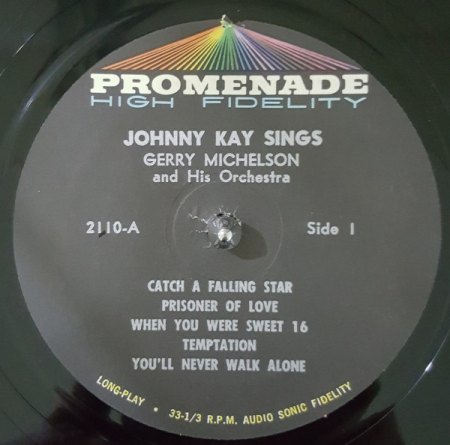 PROMENADE
HIGH FIDELITY
JOHNNY KAY SINGS
GERRY MICHELSON
and His Orchestra
2110-A Side 1
CATCH A FALLING STAR
PRISONER OF LOVE
WHEN YOU WERE SWEET 16
TEMPTATION
YOU'LL NEVER WALK ALONE
LONG-PLAY • 33-1/3 R.P.M. AUDIO SONIC FIDELITY